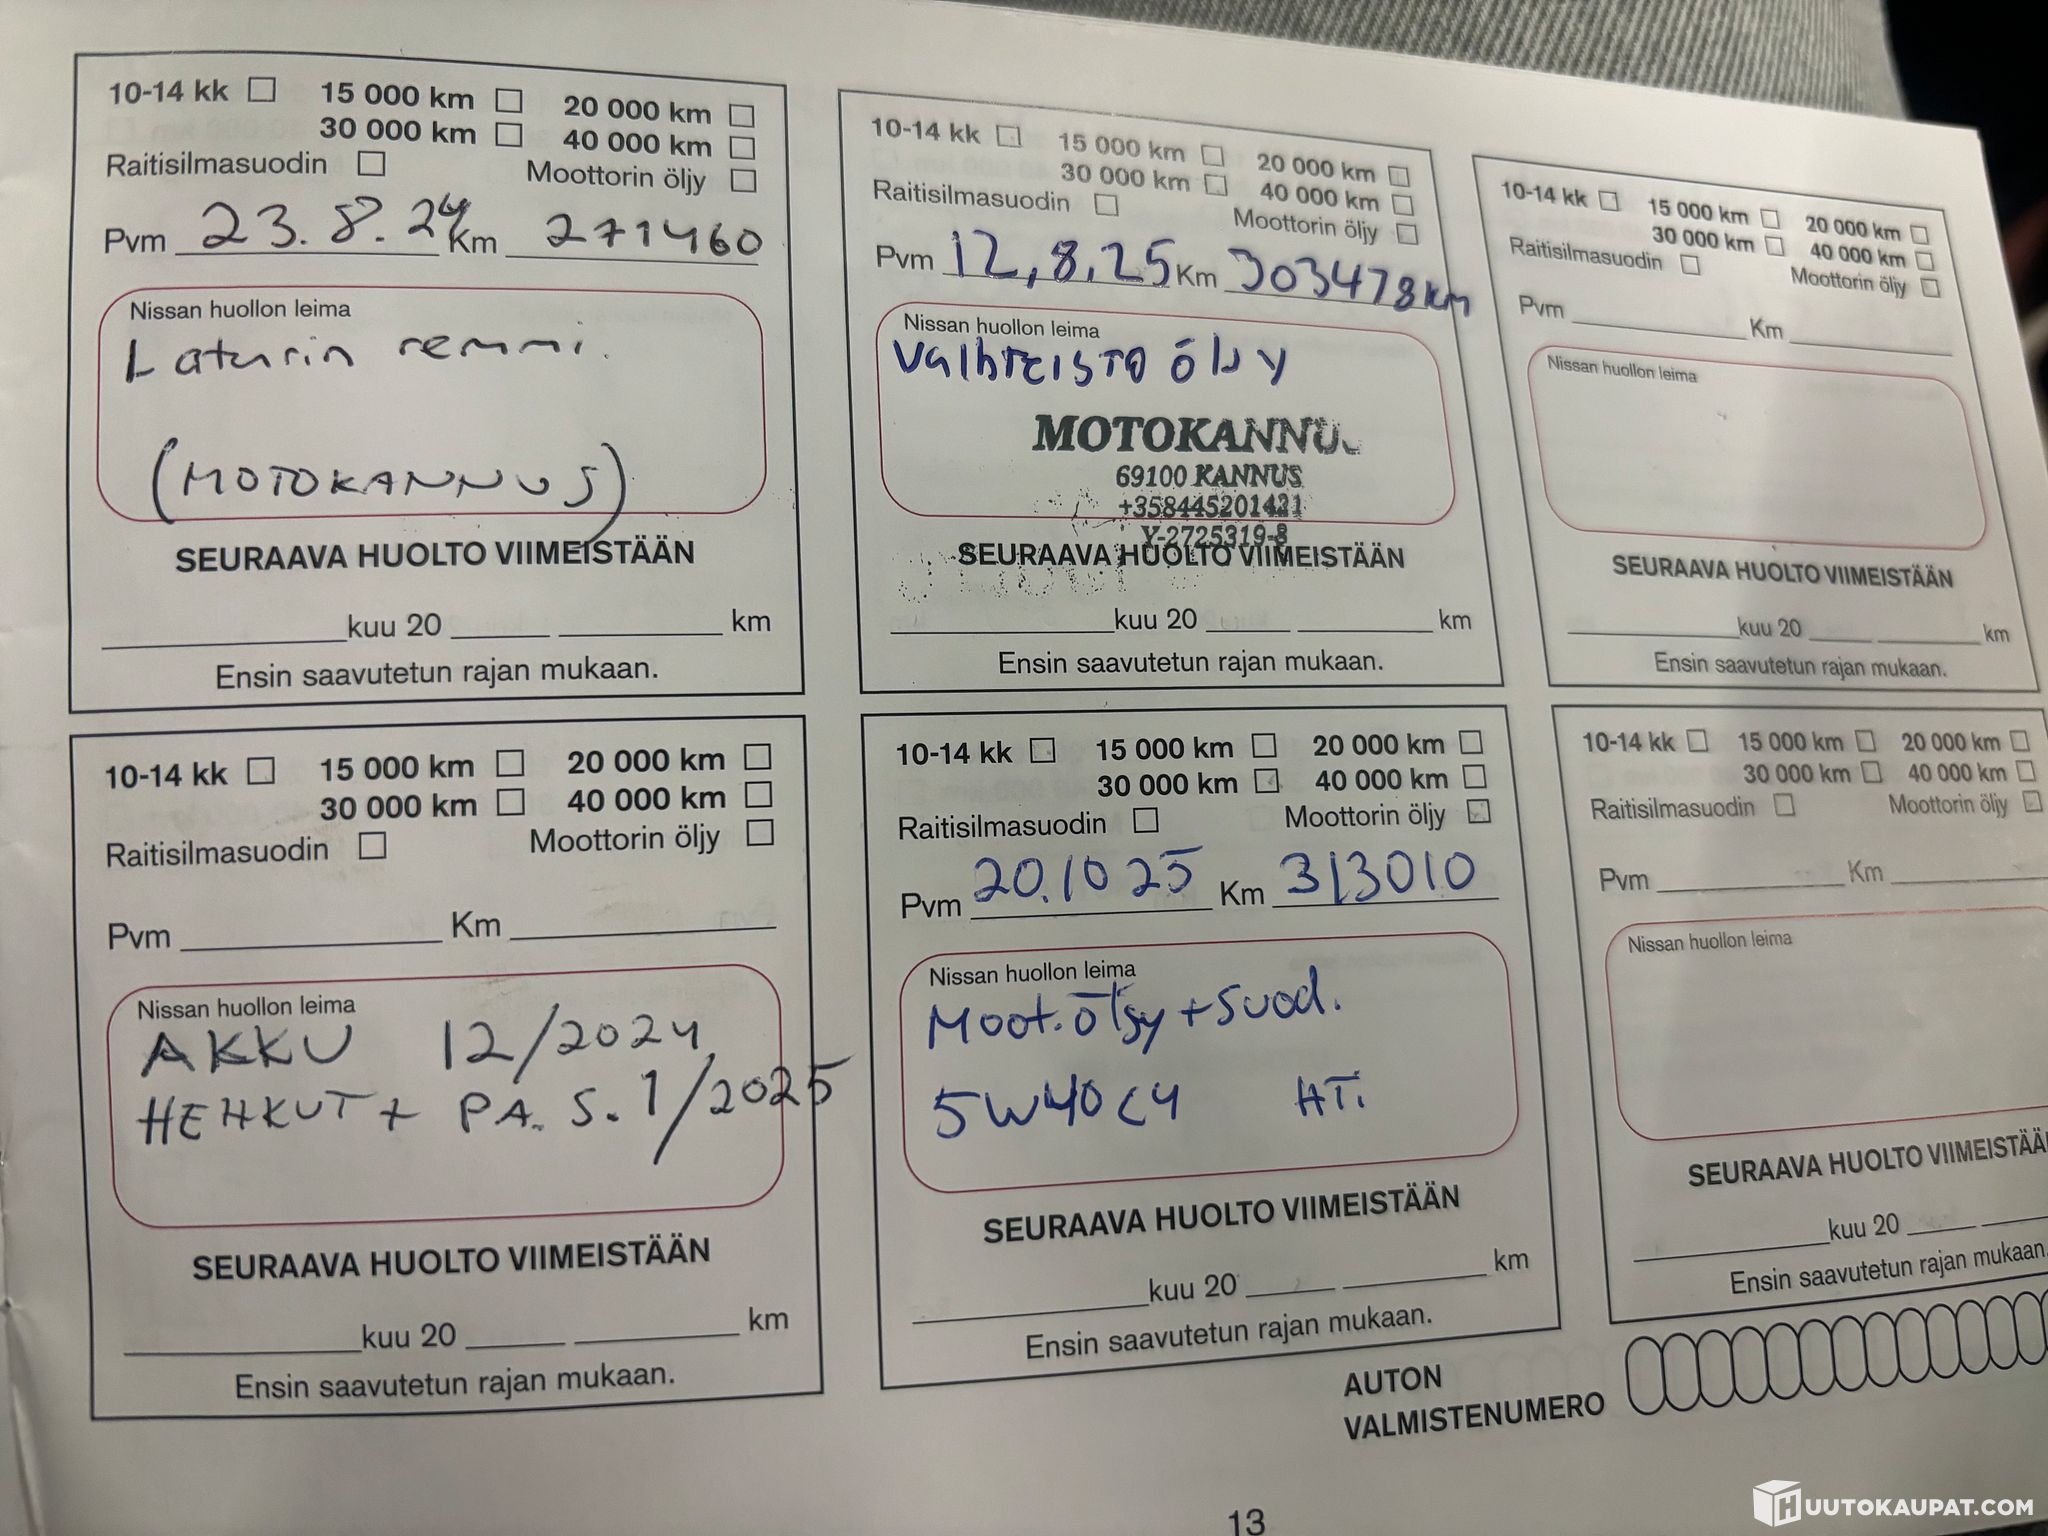 10-14 kk 15 000 km 20 000 km
30 000 km 40 000 km
Raitisilmasuodin Moottorin öljy
Pvm 23.8.24 Km 271460
Nissan huollon leima
Laturin remmi.
(MOTOKANNUS)
SEURAAVA HUOLTO VIIMEISTÄÄN
kuu 20 km
Ensin saavutetun rajan mukaan.
10-14 kk 15 000 km 20 000 km
30 000 km 40 000 km
Raitisilmasuodin Moottorin öljy
Pvm 12,8,25 Km 303478km
Nissan huollon leima
Vaihteisto öljy
MOTOKANNU
69100 KANNUS
+358445201421
Y-2725319-8
SEURAAVA HUOLTO VIIMEISTÄÄN
kuu 20 km
Ensin saavutetun rajan mukaan.
10-14 kk 15 000 km 20 000 km
30 000 km 40 000 km
Raitisilmasuodin Moottorin öljy
Pvm Km
Nissan huollon leima
SEURAAVA HUOLTO VIIMEISTÄÄN
kuu 20 km
Ensin saavutetun rajan mukaan.
10-14 kk 15 000 km 20 000 km
30 000 km 40 000 km
Raitisilmasuodin Moottorin öljy
Pvm Km
Nissan huollon leima
AKKU 12/2024
HEHKUT + PA. S. 1/2025
SEURAAVA HUOLTO VIIMEISTÄÄN
kuu 20 km
Ensin saavutetun rajan mukaan.
10-14 kk 15 000 km 20 000 km
30 000 km 40 000 km
Raitisilmasuodin Moottorin öljy
Pvm 20.10 25 Km 313010
Nissan huollon leima
Moot.öljy + suod.
5W40 C4 HT.
SEURAAVA HUOLTO VIIMEISTÄÄN
kuu 20 km
Ensin saavutetun rajan mukaan.
10-14 kk 15 000 km 20 000 km
30 000 km 40 000 km
Raitisilmasuodin Moottorin öljy
Pvm Km
Nissan huollon leima
SEURAAVA HUOLTO VIIMEISTÄÄ
kuu 20
Ensin saavutetun rajan mukaan.
AUTON
VALMISTENUMERO
13
HUUTOKAUPAT.COM